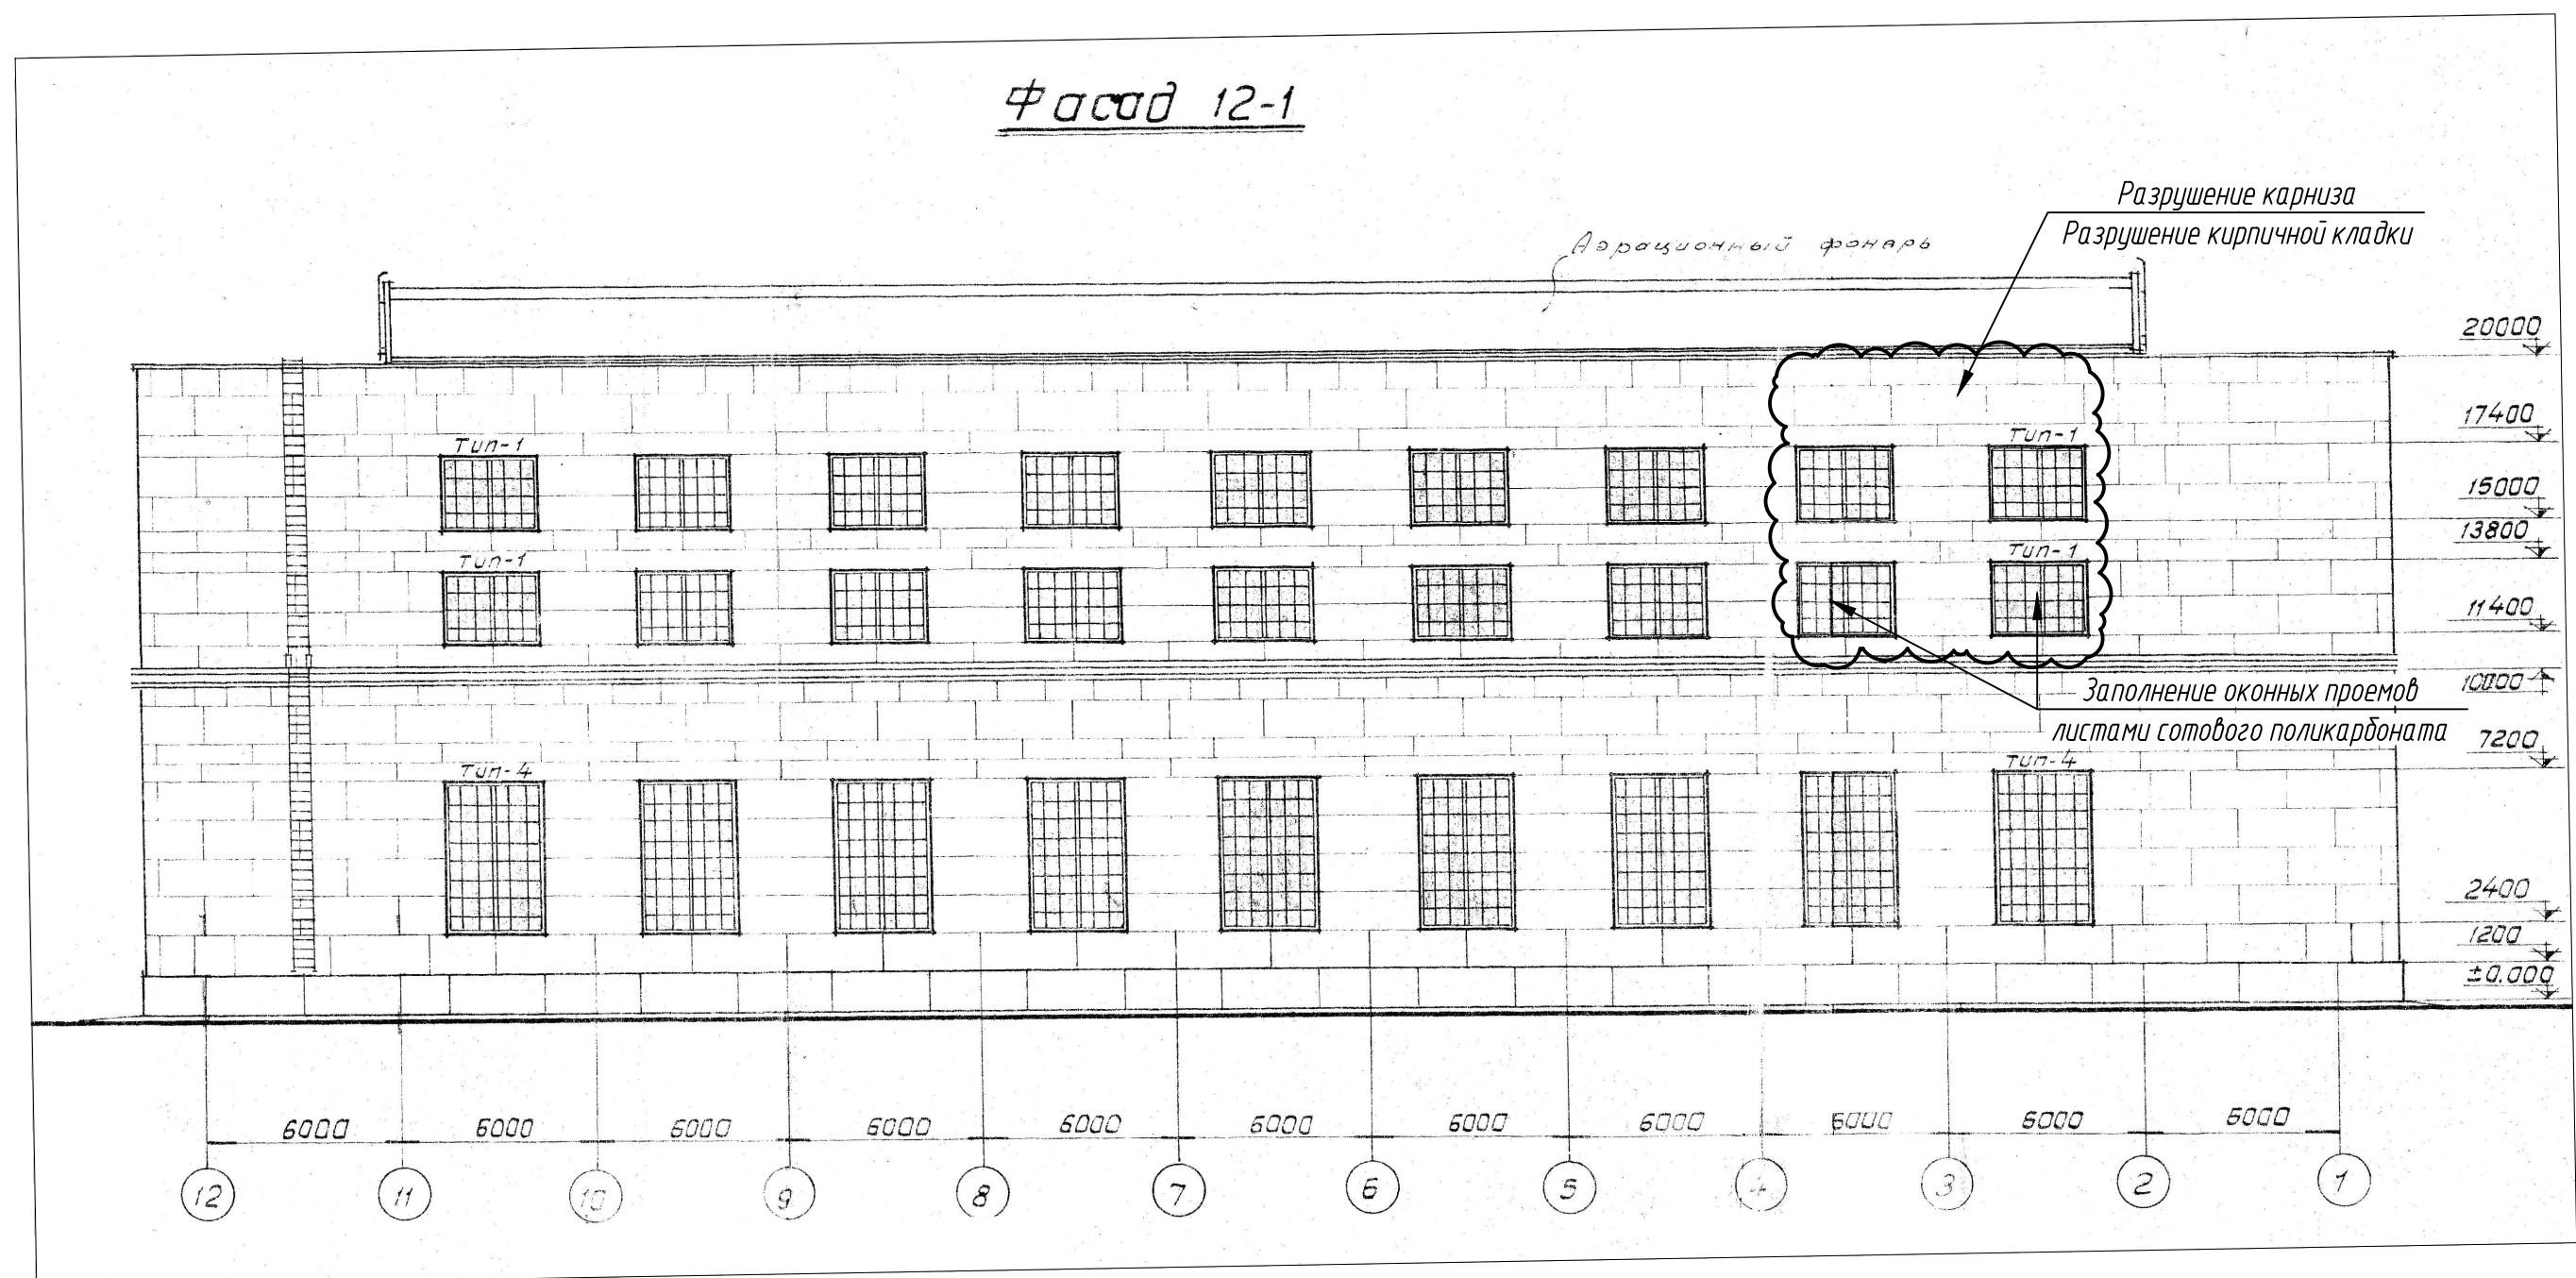 Фасад 12-1
Разрушение карниза
Разрушение кирпичной кладки
Аэрационный фонарь
20000
17400
Тип-1
Тип-1
15000
13800
Тип-1
Тип-1
11400
10000
Заполнение оконных проемов
листами сотового поликарбоната
7200
Тип-4
Тип-4
2400
1200
±0.000
6000 6000 6000 6000 6000 6000 6000 6000 6000 6000 6000
12 11 10 9 8 7 6 5 4 3 2 1